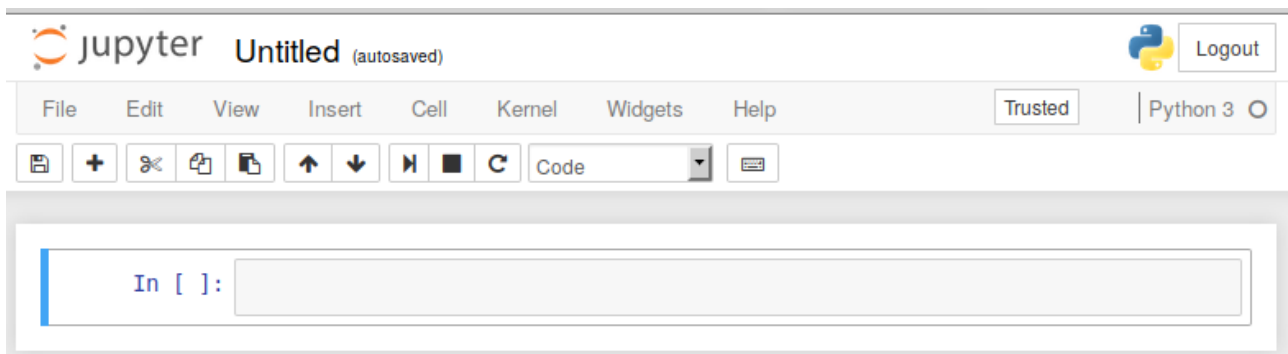 jupyter Untitled (autosaved) Logout
File Edit View Insert Cell Kernel Widgets Help Trusted Python 3
Code
In [ ]: